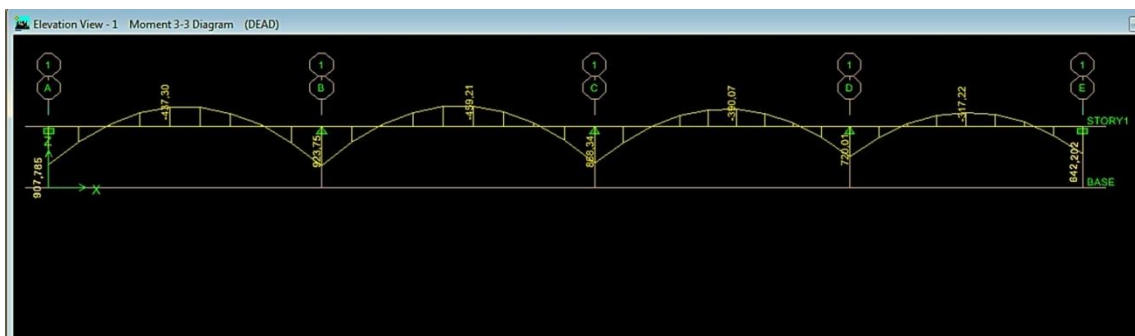 Elevation View - 1 Moment 3-3 Diagram (DEAD)
1 1 1 1 1
A B C D E
-437,30 -459,21 -390,07 -317,22
STORY1
Z
907,785 923,75 868,34 720,01 642,202
X
BASE